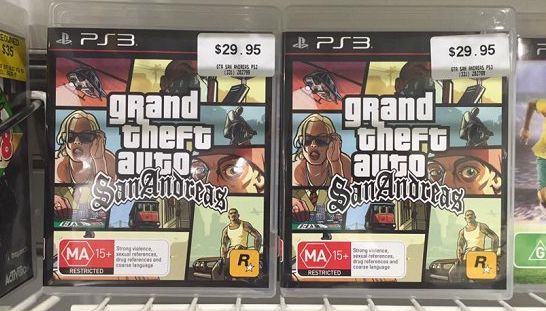 $35
PS3
$29.95
GTA SAN ANDREAS PS3
grand
theft
auto
San Andreas
MA 15+
RESTRICTED
Strong violence,
sexual references,
drug references and
coarse language
R
PS3
$29.95
GTA SAN ANDREAS PS3
grand
theft
auto
San Andreas
MA 15+
RESTRICTED
Strong violence,
sexual references,
drug references and
coarse language
R
G
ACTIVISION